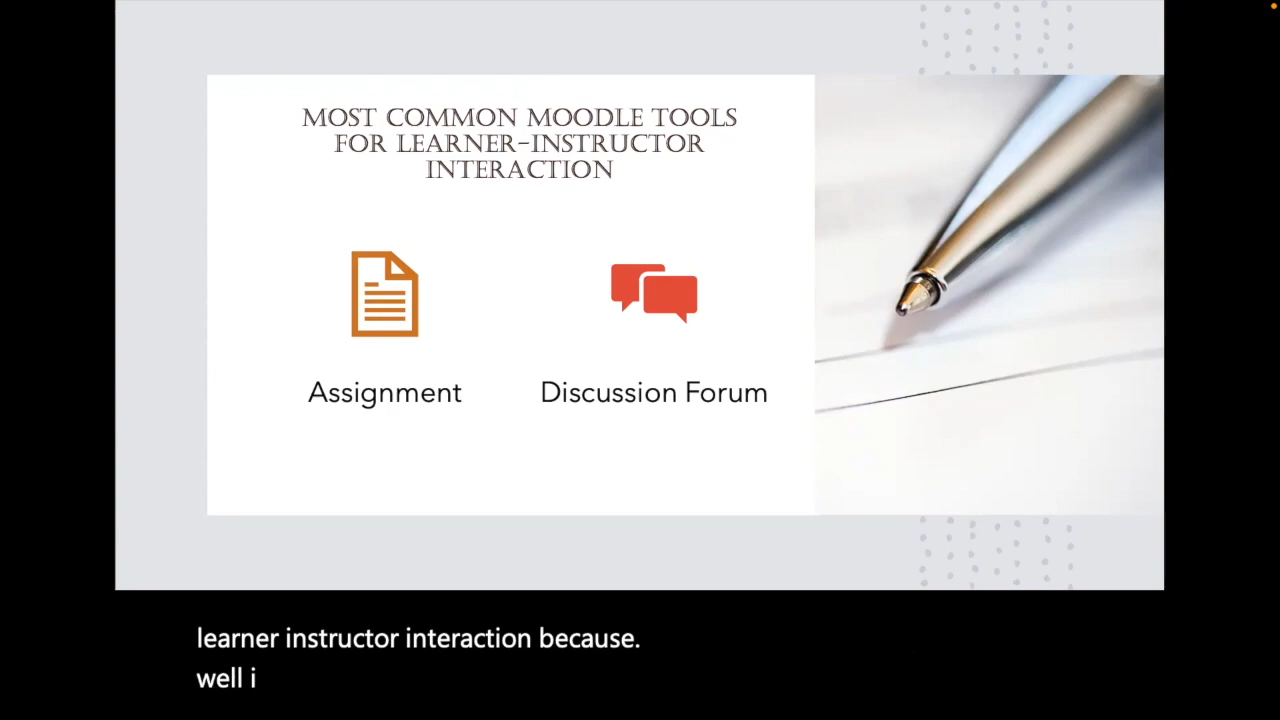 MOST COMMON MOODLE TOOLS
FOR LEARNER-INSTRUCTOR
INTERACTION
Assignment
Discussion Forum
learner instructor interaction because.
well i